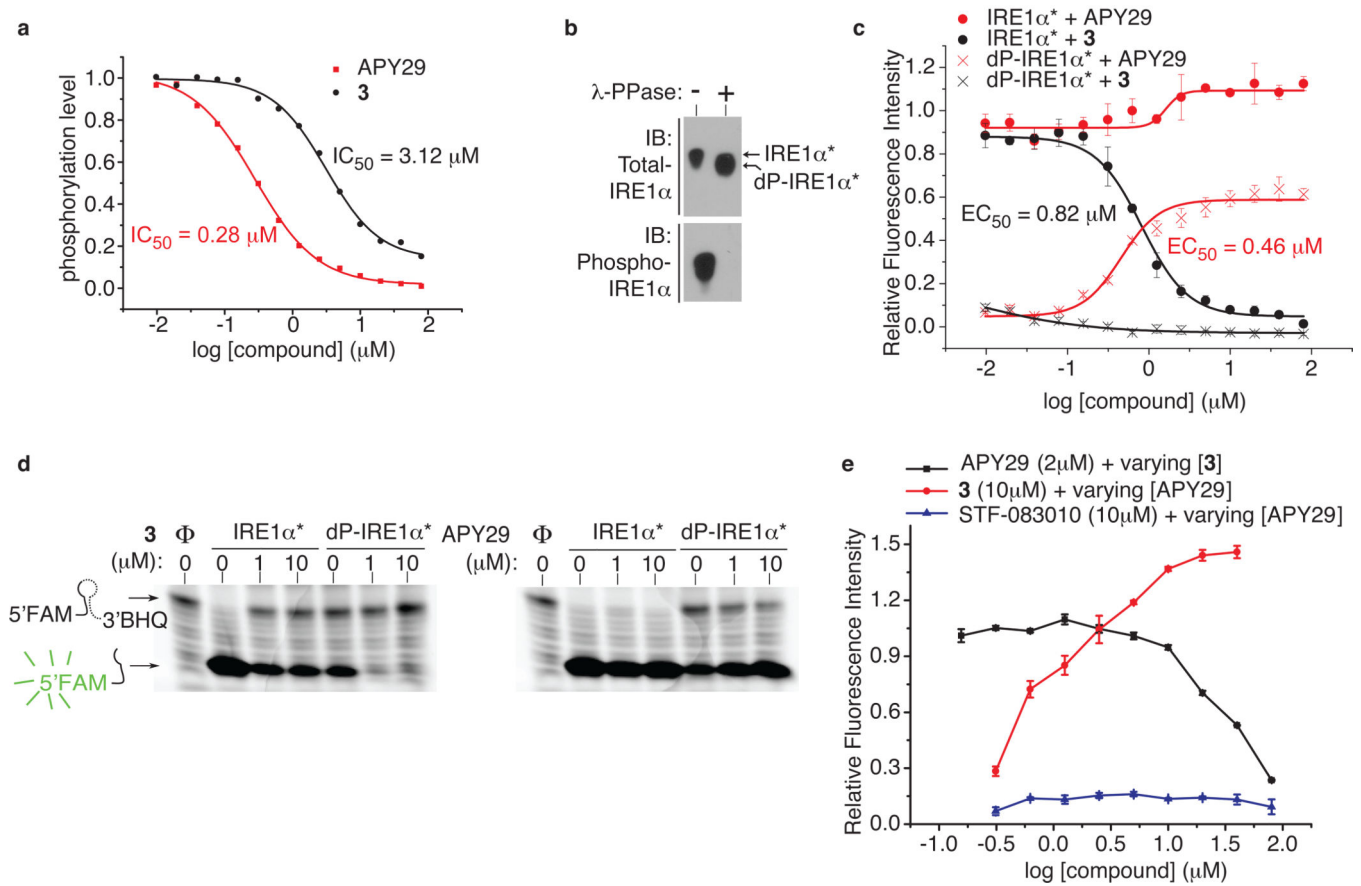 a
APY29
3
IC50 = 3.12 μM
IC50 = 0.28 μM
phosphorylation level
1.0
0.8
0.6
0.4
0.2
0.0
-2 -1 0 1 2
log [compound] (μM)
b
λ-PPase: - +
IB:
Total-
IRE1α
IRE1α*
dP-IRE1α*
IB:
Phospho-
IRE1α
c
IRE1α* + APY29
IRE1α* + 3
dP-IRE1α* + APY29
dP-IRE1α* + 3
Relative Fluorescence Intensity
1.2
1.0
0.8
0.6
0.4
0.2
0.0
EC50 = 0.82 μM
EC50 = 0.46 μM
-2 -1 0 1 2
log [compound] (μM)
d
3 Φ IRE1α* dP-IRE1α*
(μM): 0 0 1 10 0 1 10
APY29 Φ IRE1α* dP-IRE1α*
(μM): 0 0 1 10 0 1 10
5'FAM 3'BHQ
5'FAM
e
APY29 (2μM) + varying [3]
3 (10μM) + varying [APY29]
STF-083010 (10μM) + varying [APY29]
Relative Fluorescence Intensity
1.5
1.2
0.9
0.6
0.3
0.0
-1.0 -0.5 0.0 0.5 1.0 1.5 2.0
log [compound] (μM)